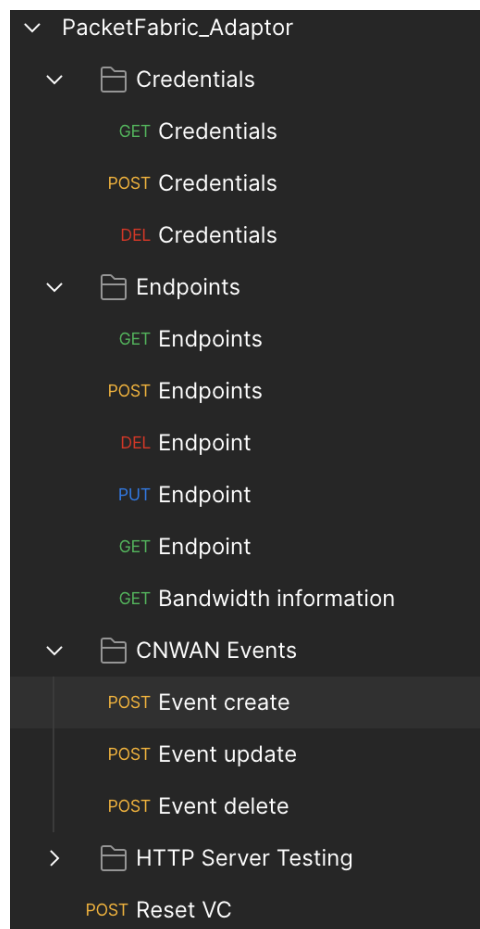 PacketFabric_Adaptor
Credentials
GET Credentials
POST Credentials
DEL Credentials
Endpoints
GET Endpoints
POST Endpoints
DEL Endpoint
PUT Endpoint
GET Endpoint
GET Bandwidth information
CNWAN Events
POST Event create
POST Event update
POST Event delete
HTTP Server Testing
POST Reset VC